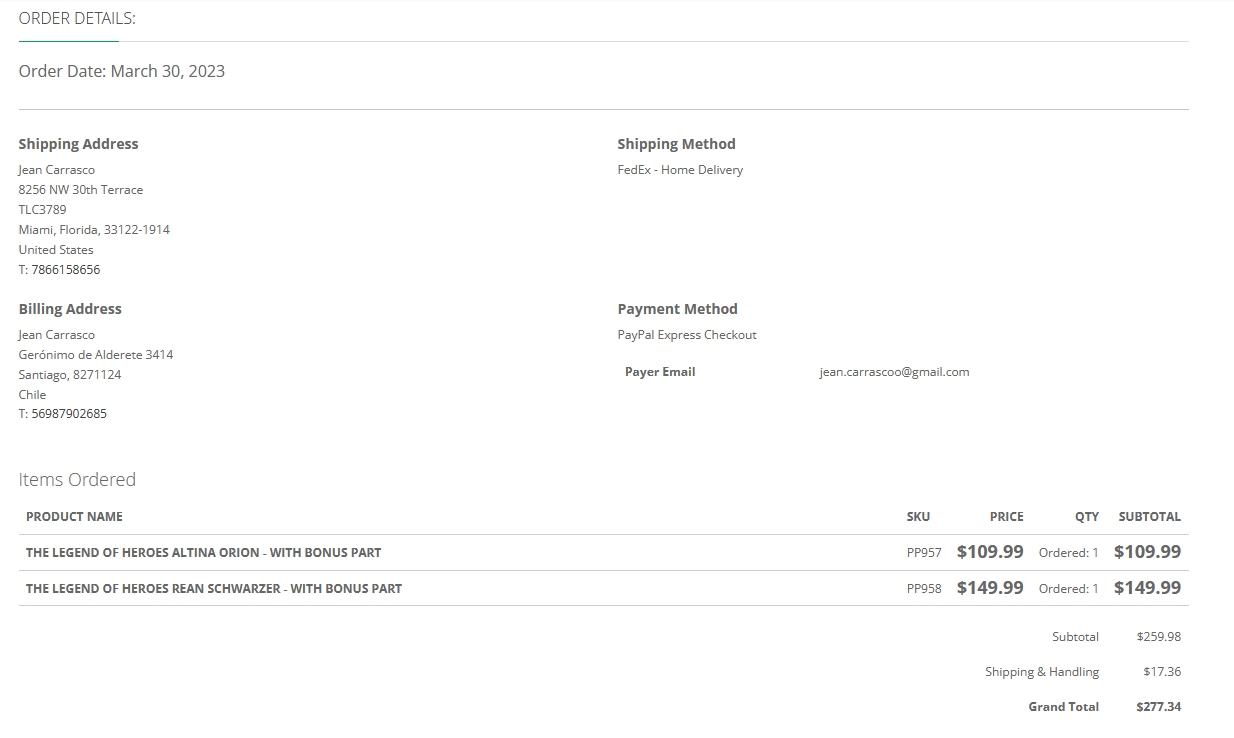 ORDER DETAILS:
Order Date: March 30, 2023
Shipping Address
Jean Carrasco
8256 NW 30th Terrace
TLC3789
Miami, Florida, 33122-1914
United States
T: 7866158656
Shipping Method
FedEx - Home Delivery
Billing Address
Jean Carrasco
Gerónimo de Alderete 3414
Santiago, 8271124
Chile
T: 56987902685
Payment Method
PayPal Express Checkout
Payer Email jean.carrascoo@gmail.com
Items Ordered
PRODUCT NAME SKU PRICE QTY SUBTOTAL
THE LEGEND OF HEROES ALTINA ORION - WITH BONUS PART PP957 $109.99 Ordered: 1 $109.99
THE LEGEND OF HEROES REAN SCHWARZER - WITH BONUS PART PP958 $149.99 Ordered: 1 $149.99
Subtotal $259.98
Shipping & Handling $17.36
Grand Total $277.34